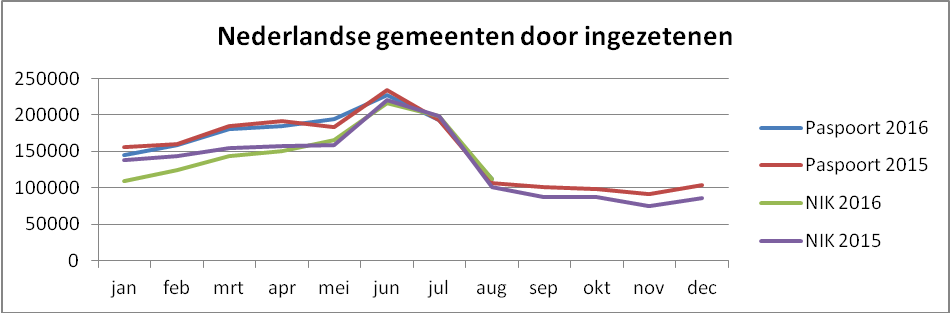 Nederlandse gemeenten door ingezetenen
250000
200000
150000
100000
50000
0
jan feb mrt apr mei jun jul aug sep okt nov dec
Paspoort 2016
Paspoort 2015
NIK 2016
NIK 2015